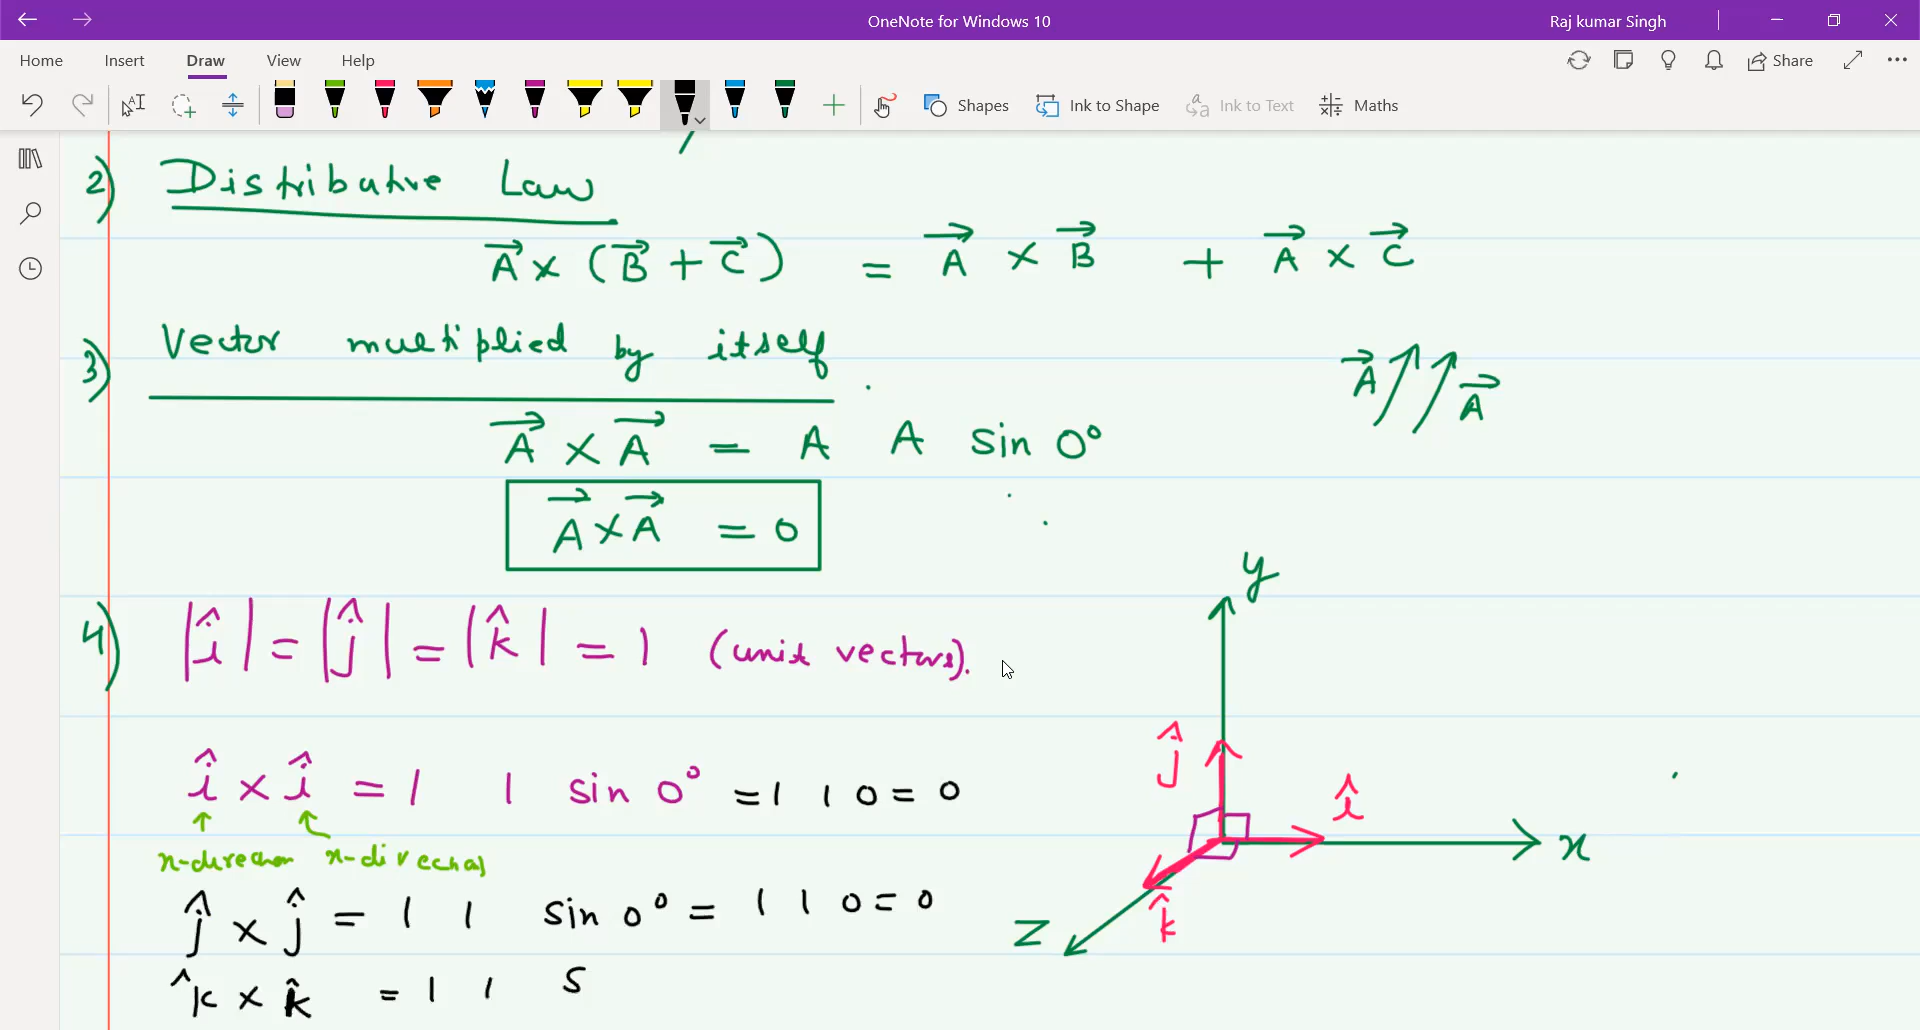 OneNote for Windows 10
Raj kumar Singh
Home Insert Draw View Help
Share
Shapes Ink to Shape Ink to Text Maths
2) Distributive Law
A⃗ × (B⃗ + C⃗) = A⃗ × B⃗ + A⃗ × C⃗
3) Vector multiplied by itself
A⃗ A⃗
A⃗ × A⃗ = A A sin 0°
A⃗ × A⃗ = 0
y
4) |î| = |ĵ| = |k̂| = 1 (unit vectors).
ĵ î
î × î = 1 1 sin 0° = 1 1 0 = 0
x
x-direction x-direction
k̂
ĵ × ĵ = 1 1 sin 0° = 1 1 0 = 0
Z
k̂ × k̂ = 1 1 S